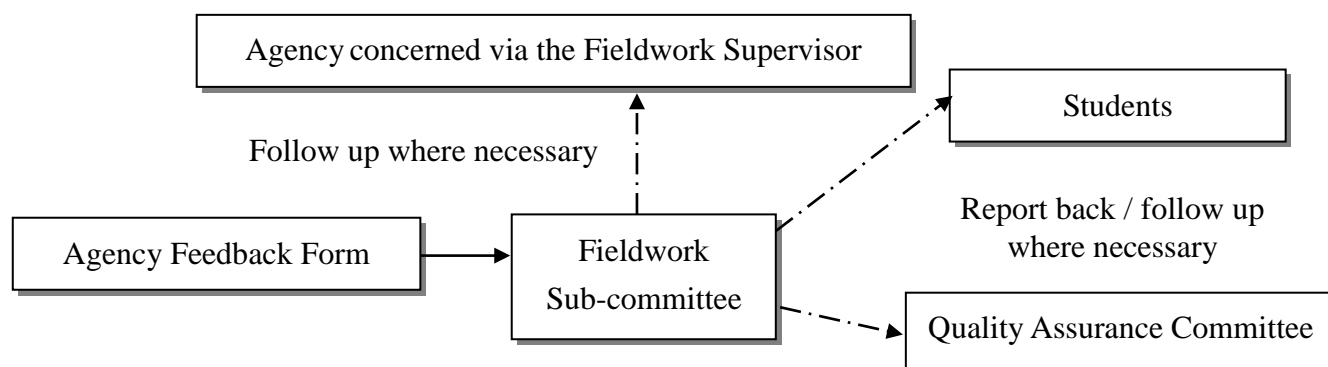 Agency concerned via the Fieldwork Supervisor
Students
Follow up where necessary
Report back / follow up
where necessary
Agency Feedback Form
Fieldwork
Sub-committee
Quality Assurance Committee